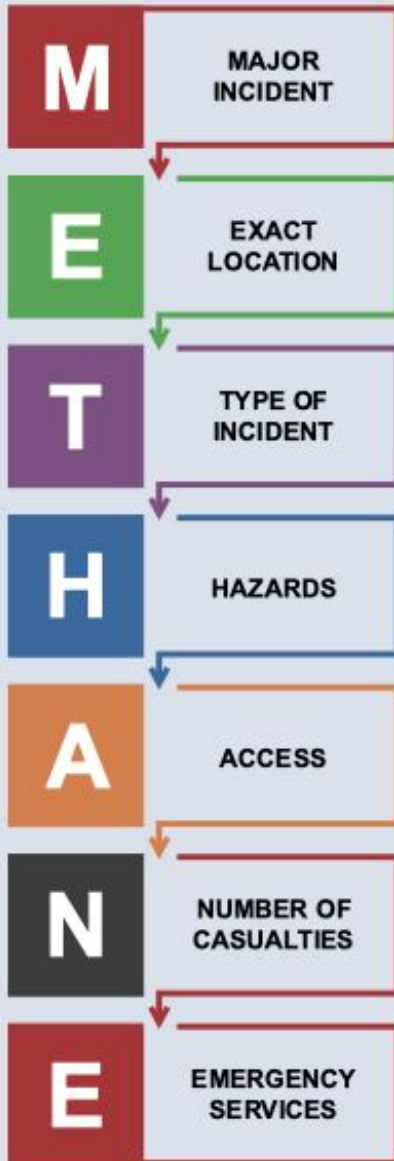 M
MAJOR
INCIDENT
E
EXACT
LOCATION
T
TYPE OF
INCIDENT
H
HAZARDS
A
ACCESS
N
NUMBER OF
CASUALTIES
E
EMERGENCY
SERVICES